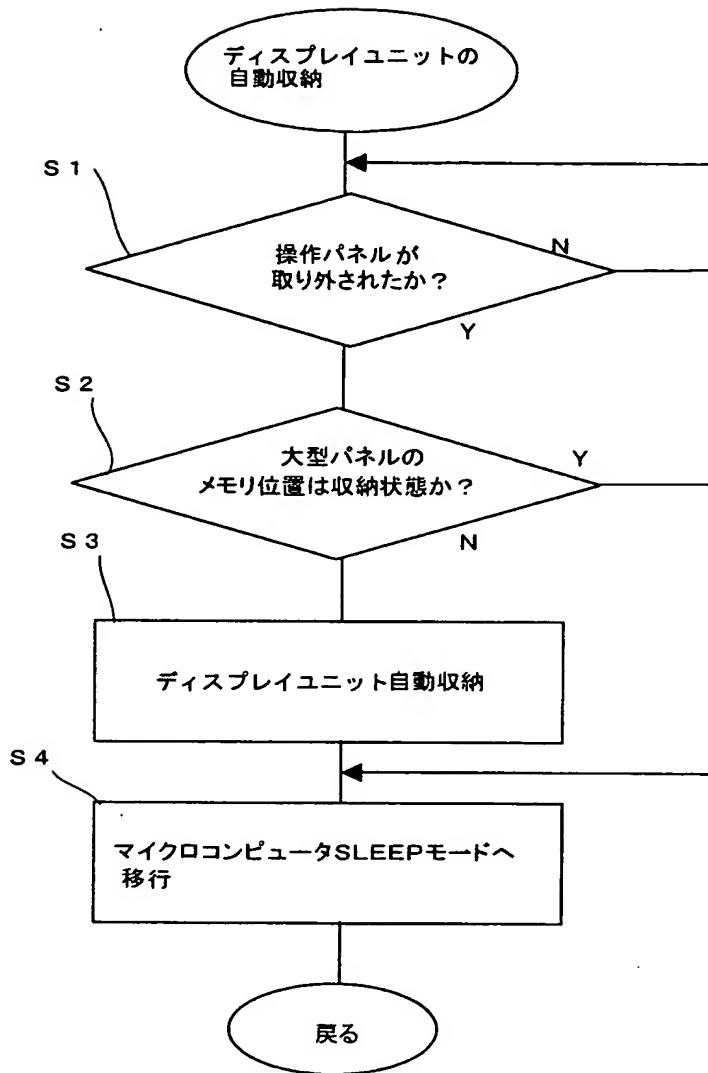 ディスプレイユニットの
自動収納
S1
操作パネルが
取り外されたか?
N
Y
S2
大型パネルの
メモリ位置は収納状態か?
Y
N
S3
ディスプレイユニット自動収納
S4
マイクロコンピュータSLEEPモードへ
移行
戻る